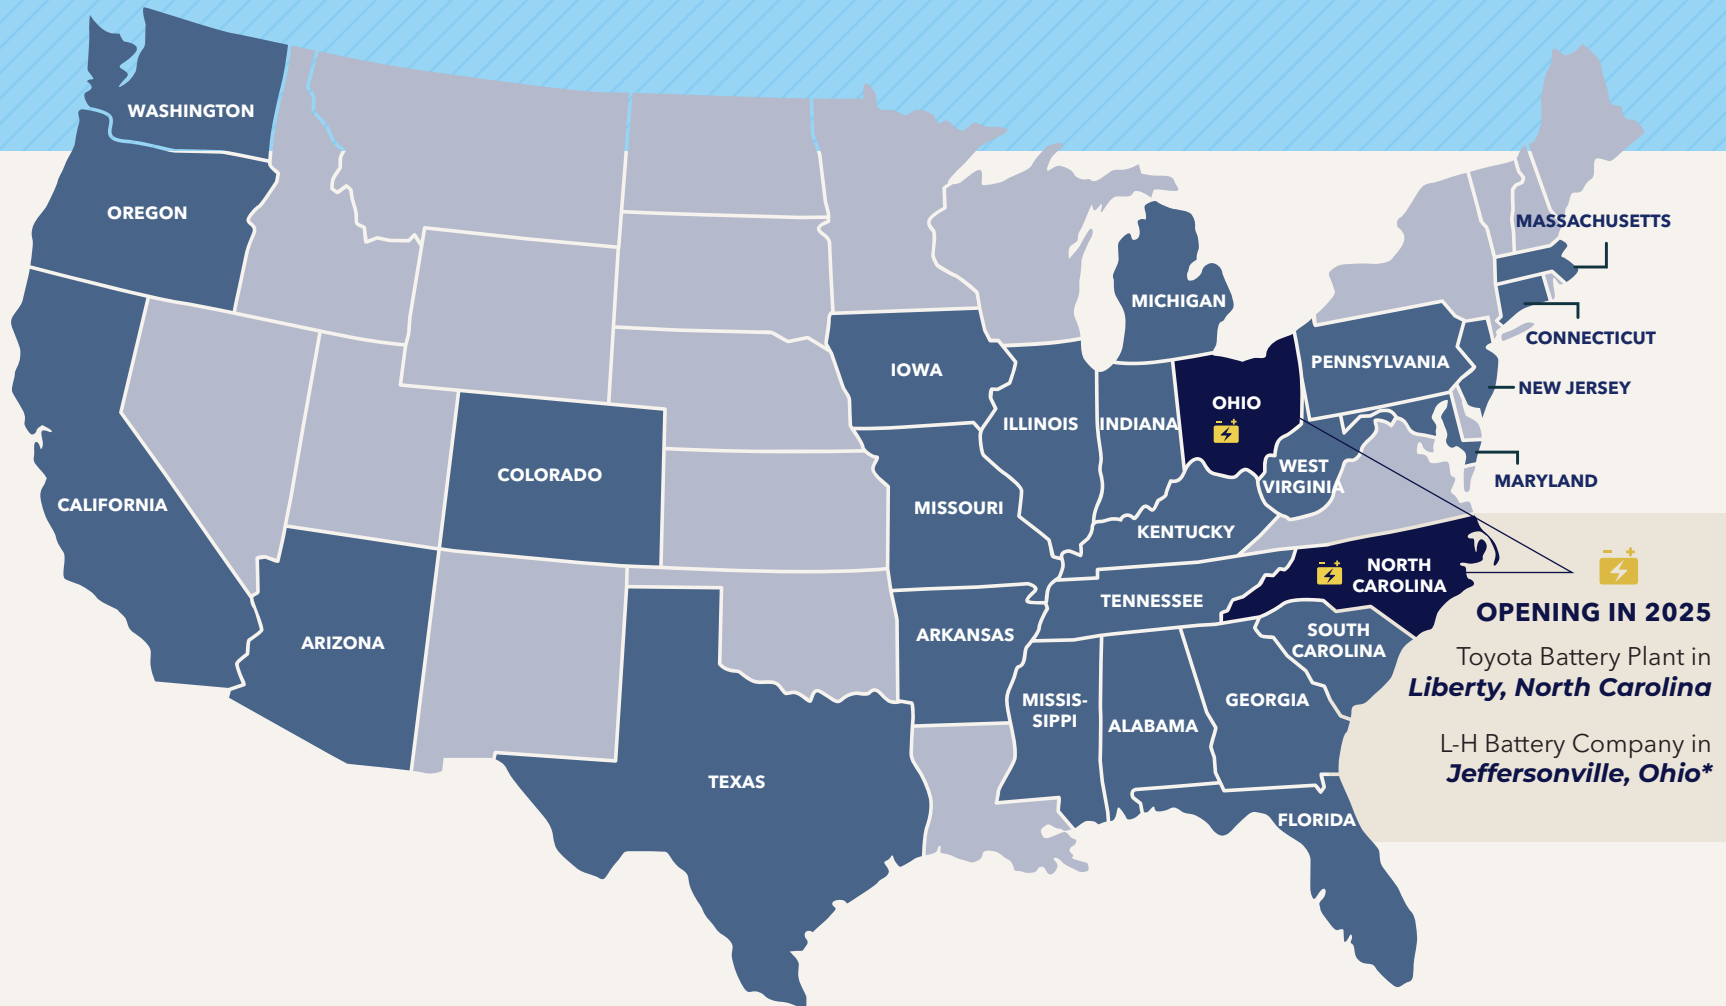 WASHINGTON
OREGON
MASSACHUSETTS
MICHIGAN
CONNECTICUT
PENNSYLVANIA
IOWA
NEW JERSEY
OHIO
ILLINOIS
INDIANA
COLORADO
WEST
VIRGINIA
MARYLAND
CALIFORNIA
MISSOURI
KENTUCKY
NORTH
CAROLINA
TENNESSEE
OPENING IN 2025
ARIZONA
ARKANSAS
SOUTH
CAROLINA
Toyota Battery Plant in
Liberty, North Carolina
MISSIS-
SIPPI
ALABAMA
GEORGIA
L-H Battery Company in
Jeffersonville, Ohio*
TEXAS
FLORIDA